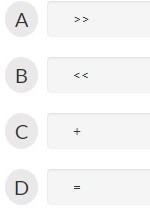 A >>
B <<
C +
D =